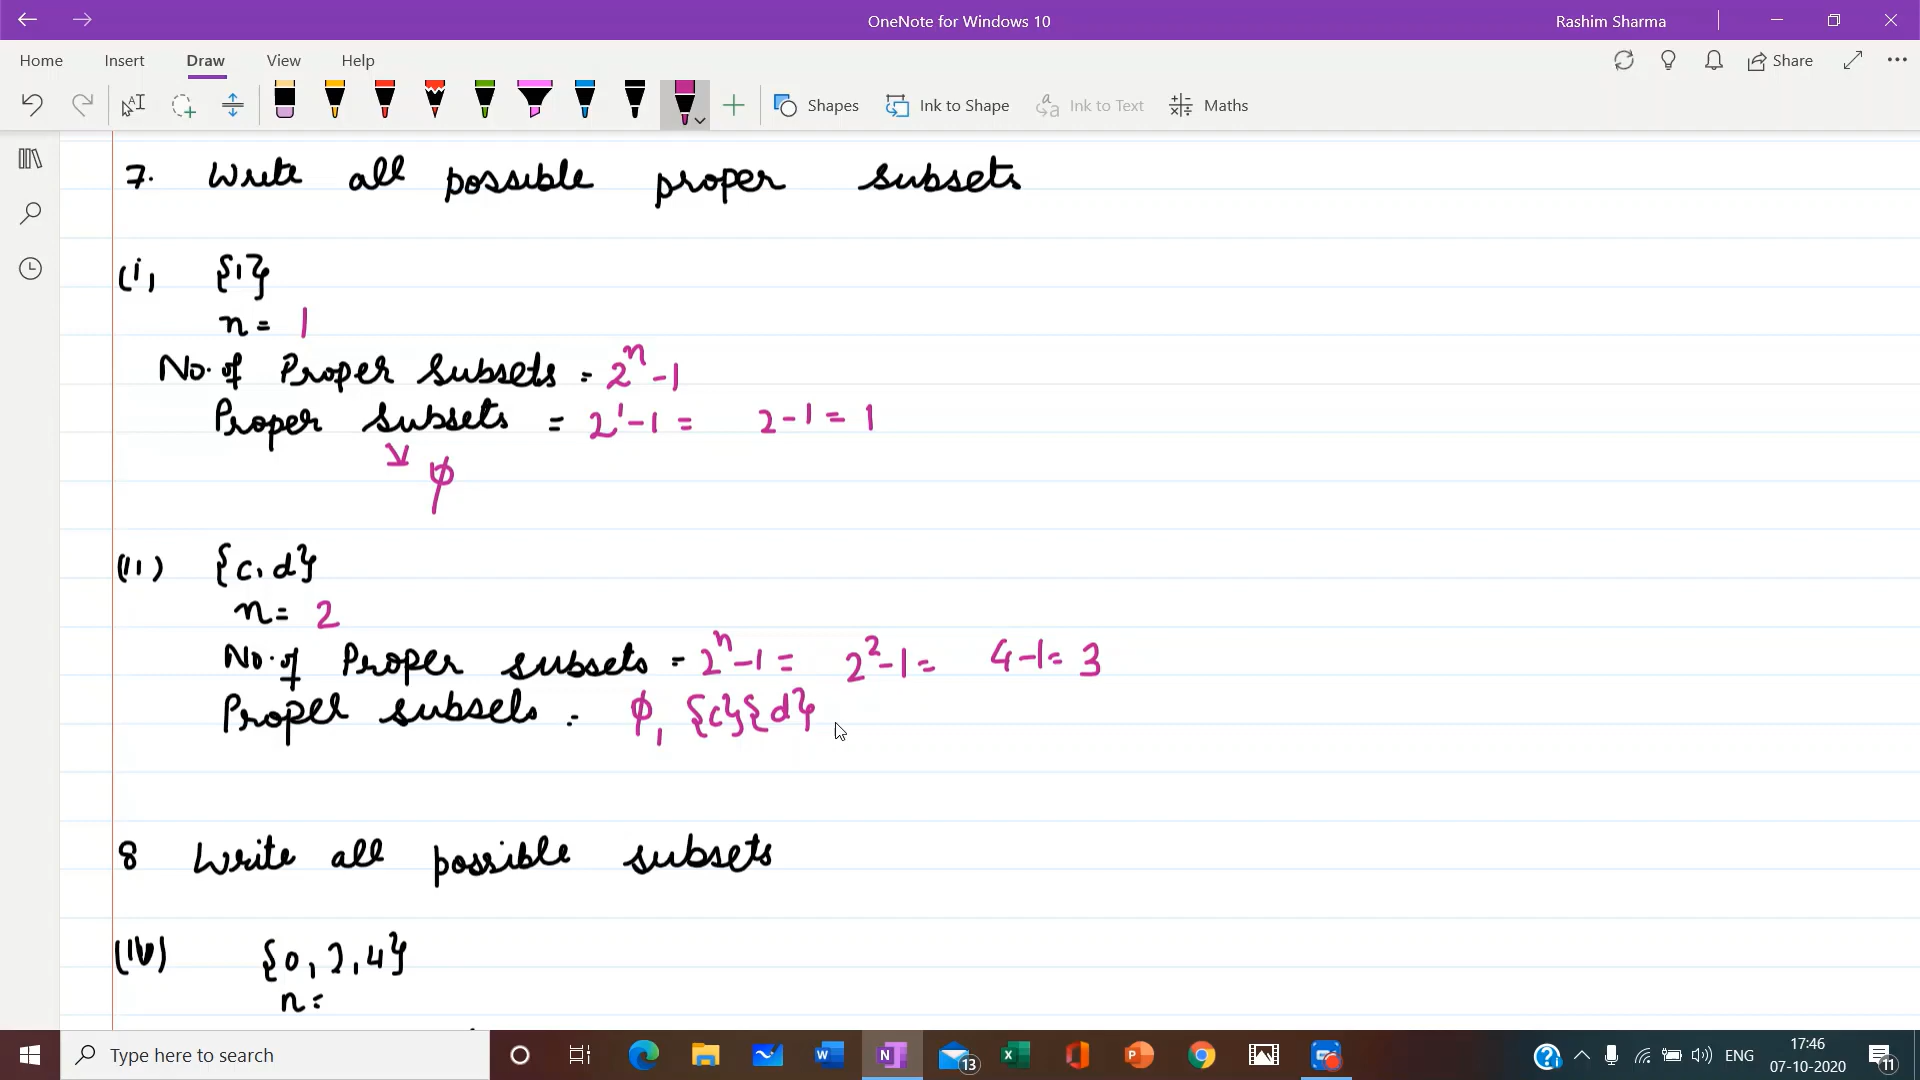 OneNote for Windows 10
Rashim Sharma
Home Insert Draw View Help
Share
Shapes Ink to Shape Ink to Text Maths
7. Write all possible proper subsets
(i) {1}
n = 1
No. of Proper Subsets = 2^n - 1
Proper subsets = 2^1 - 1 = 2 - 1 = 1
↘ φ
(ii) {c, d}
n = 2
No. of Proper subsets = 2^n - 1 = 2^2 - 1 = 4 - 1 = 3
Proper subsets = φ, {c} {d}
8 Write all possible subsets
(iv) {0, 2, 4}
n =
Type here to search
13
ENG
17:46
07-10-2020
11